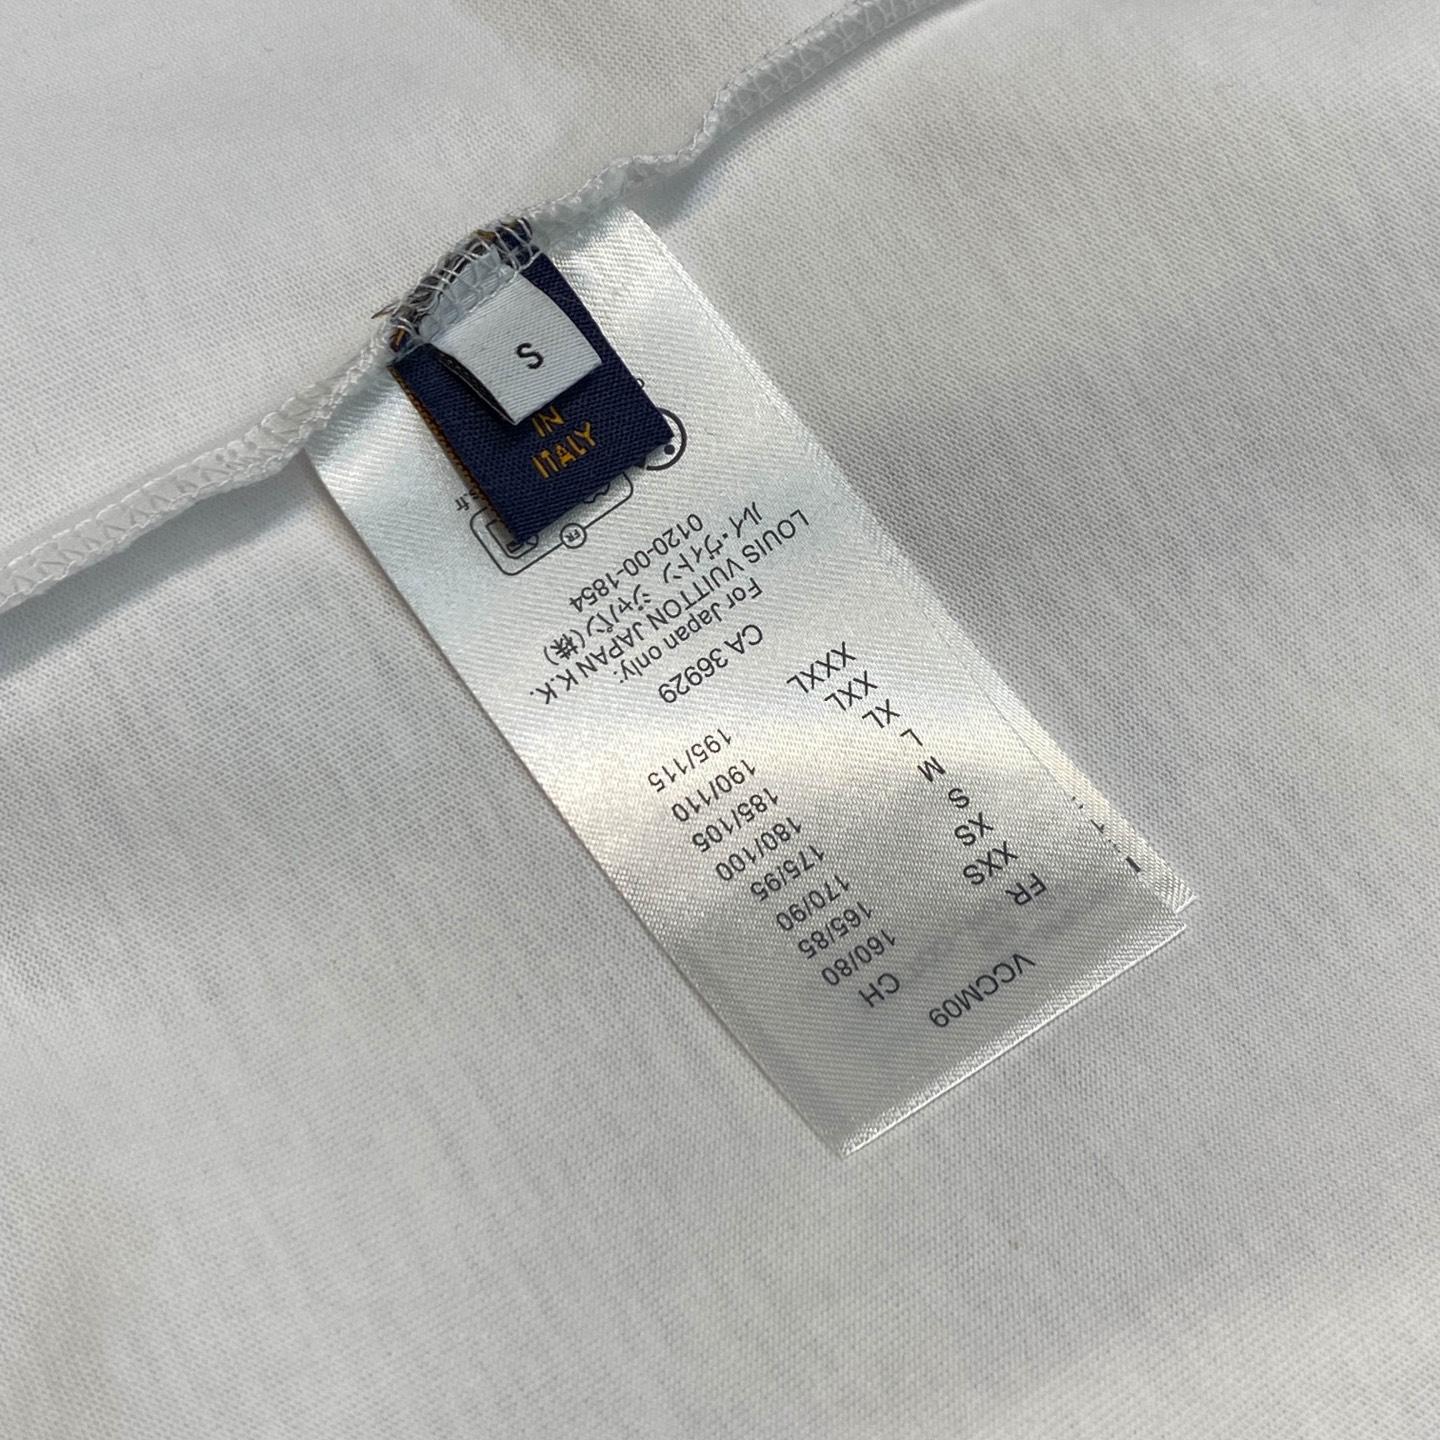 S
IN
ITALY
VCCM09
FR CH
XXS 160/80
XS 165/85
S 170/90
M 175/95
L 180/100
XL 185/105
XXL 190/110
XXXL 195/115
CA 36929
For Japan only:
LOUIS VUITTON JAPAN K.K.
ルイ・ヴィトン ジャパン(株)
0120-00-1854
FR
.fr